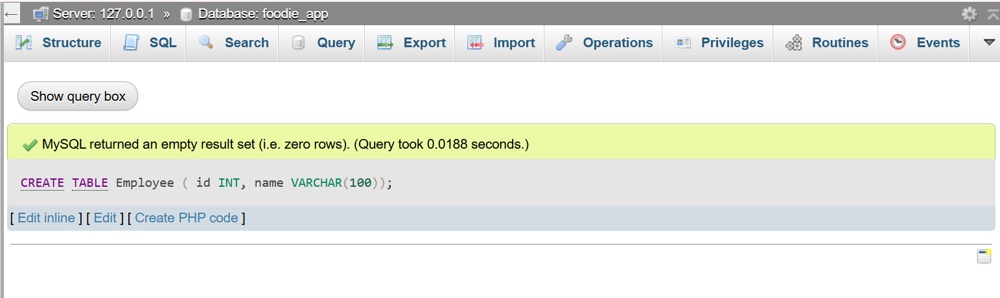 Server: 127.0.0.1 » Database: foodie_app
Structure SQL Search Query Export Import Operations Privileges Routines Events
Show query box
MySQL returned an empty result set (i.e. zero rows). (Query took 0.0188 seconds.)
CREATE TABLE Employee ( id INT, name VARCHAR(100));
[ Edit inline ] [ Edit ] [ Create PHP code ]